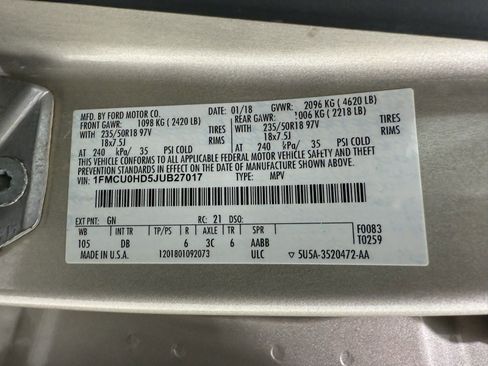 MFD. BY FORD MOTOR CO. DATE: 01/18 GVWR: 2096 KG ( 4620 LB)
FRONT GAWR: 1098 KG ( 2420 LB) REAR GAWR: 1006 KG ( 2218 LB)
WITH 235/50R18 97V TIRES WITH 235/50R18 97V TIRES
18x7.5J RIMS 18x7.5J RIMS
AT 240 kPa/ 35 PSI COLD AT 240 kPa/ 35 PSI COLD
THIS VEHICLE CONFORMS TO ALL APPLICABLE FEDERAL MOTOR VEHICLE SAFETY AND BUMPER
STANDARDS IN EFFECT ON THE DATE OF MANUFACTURE SHOWN ABOVE.
VIN: 1FMCU0HD5JUB27017 TYPE: MPV
EXT PNT: GN RC: 21 DSO: F0083
WB INT TR TP/PS R AXLE TR SPR T0259
105 DB 6 3C 6 AABB
MADE IN U.S.A. 1201801092073 ULC ▽ 5U5A-3520472-AA